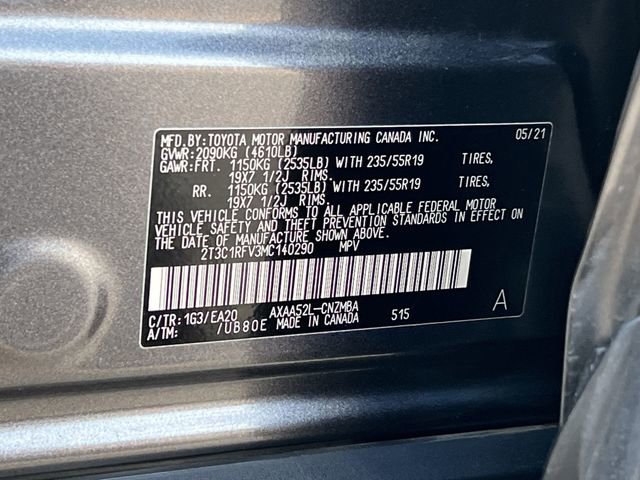 MFD.BY:TOYOTA MOTOR MANUFACTURING CANADA INC. 05/21
GVWR:2090KG (4610LB)
GAWR:FRT. 1150KG (2535LB) WITH 235/55R19 TIRES,
19X7 1/2J RIMS.
RR. 1150KG (2535LB) WITH 235/55R19 TIRES,
19X7 1/2J RIMS.
THIS VEHICLE CONFORMS TO ALL APPLICABLE FEDERAL MOTOR
VEHICLE SAFETY AND THEFT PREVENTION STANDARDS IN EFFECT ON
THE DATE OF MANUFACTURE SHOWN ABOVE.
2T3C1RFV3MC140290 MPV
C/TR: 1G3/EA20 AXAA52L-CNZMBA A
A/TM: /UB80E MADE IN CANADA 515